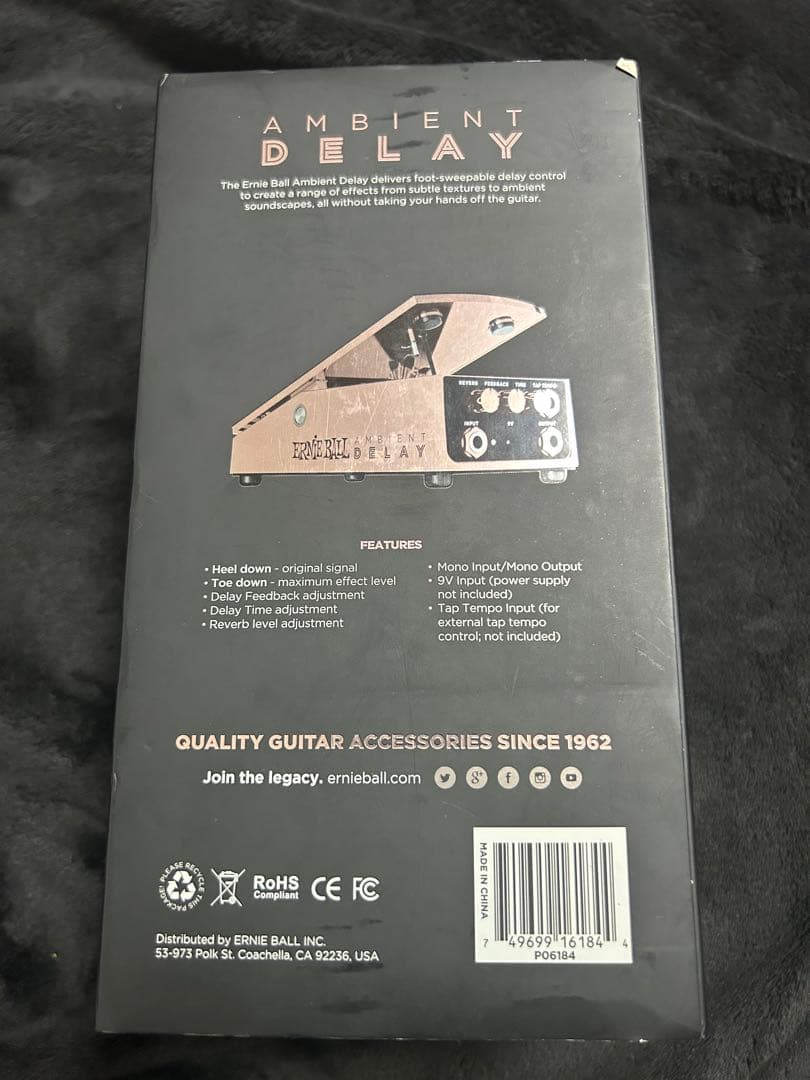 AMBIENT
DELAY
The Ernie Ball Ambient Delay delivers foot-sweepable delay control
to create a range of effects from subtle textures to ambient
soundscapes, all without taking your hands off the guitar.
REVERB FEEDBACK TIME TAP TEMPO
INPUT 9V OUTPUT
ERNIE BALL AMBIENT
DELAY
FEATURES
• Heel down - original signal
• Toe down - maximum effect level
• Delay Feedback adjustment
• Delay Time adjustment
• Reverb level adjustment
• Mono Input/Mono Output
• 9V Input (power supply
not included)
• Tap Tempo Input (for
external tap tempo
control; not included)
QUALITY GUITAR ACCESSORIES SINCE 1962
Join the legacy. ernieball.com
PLEASE RECYCLE THIS PACKAGE!
RoHS
Compliant
CE FC
Distributed by ERNIE BALL INC.
53-973 Polk St. Coachella, CA 92236, USA
MADE IN CHINA
7 49699 16184 4
P06184